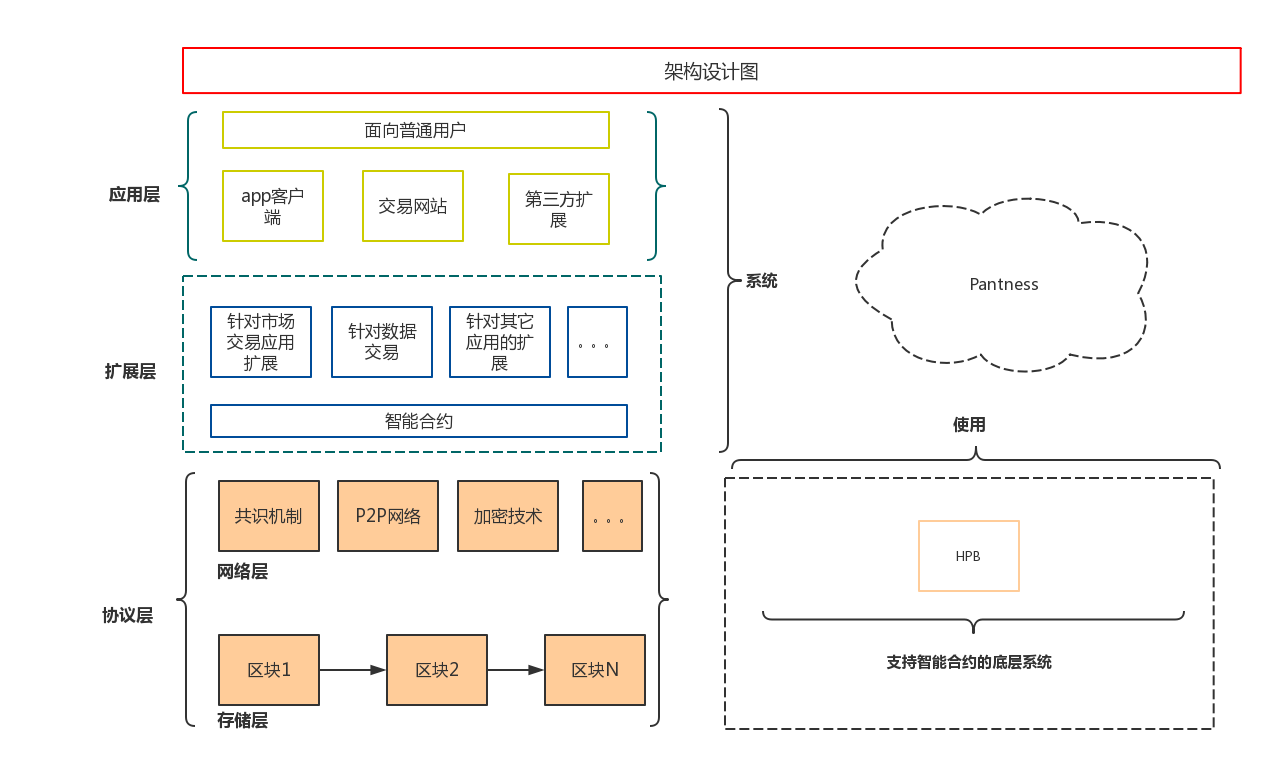 架构设计图
面向普通用户
应用层
app客户
端
交易网站
第三方扩
展
系统
Pantness
扩展层
针对市场
交易应用
扩展
针对数据
交易
针对其它
应用的扩
展
。。。
智能合约
使用
协议层
共识机制
P2P网络
加密技术
。。。
网络层
区块1
区块2
区块N
存储层
HPB
支持智能合约的底层系统